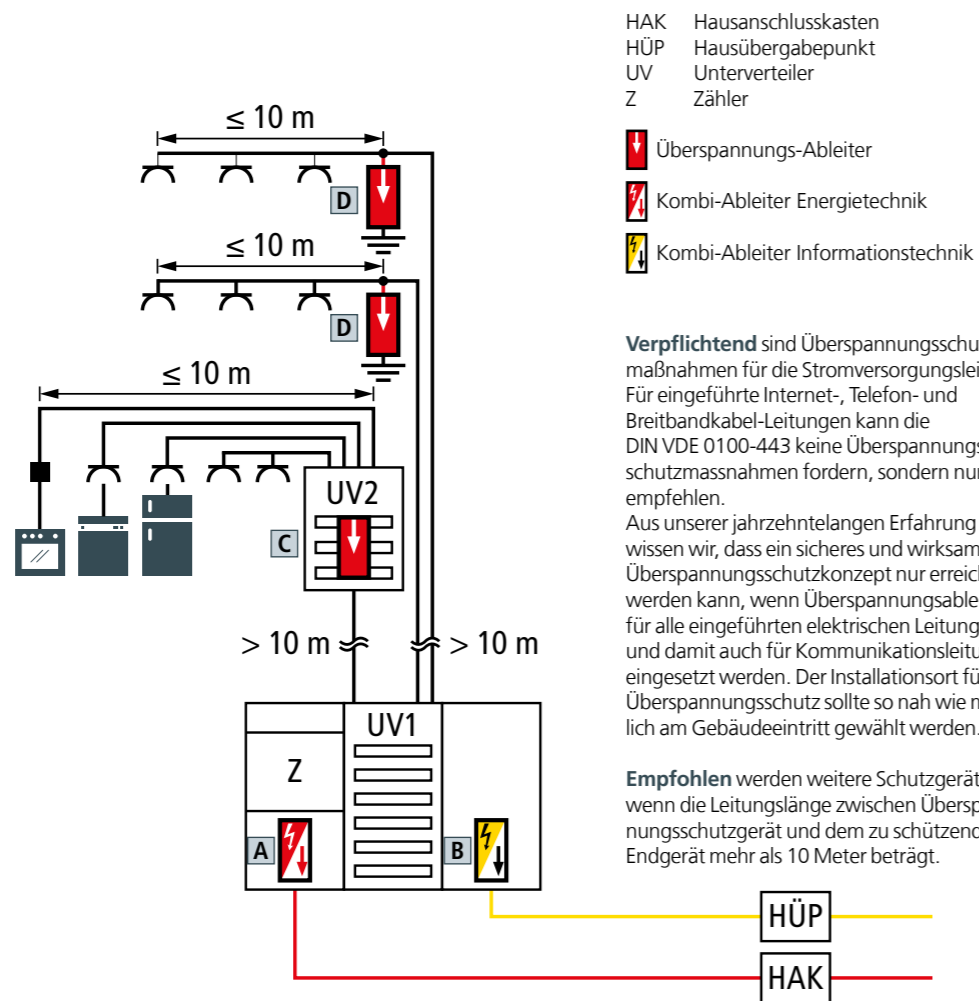 HAK Hausanschlusskasten
HÜP Hausübergabepunkt
UV Unterverteiler
Z Zähler
Überspannungs-Ableiter
Kombi-Ableiter Energietechnik
Kombi-Ableiter Informationstechnik
≤ 10 m
D
≤ 10 m
D
≤ 10 m
UV2
C
> 10 m
> 10 m
UV1
Z
A
B
HÜP
HAK
Verpflichtend sind Überspannungsschu
maßnahmen für die Stromversorgungslei
Für eingeführte Internet-, Telefon- und
Breitbandkabel-Leitungen kann die
DIN VDE 0100-443 keine Überspannungs
schutzmassnahmen fordern, sondern nur
empfehlen.
Aus unserer jahrzehntelangen Erfahrung
wissen wir, dass ein sicheres und wirksam
Überspannungsschutzkonzept nur erreich
werden kann, wenn Überspannungsable
für alle eingeführten elektrischen Leitung
und damit auch für Kommunikationsleitu
eingesetzt werden. Der Installationsort fü
Überspannungsschutz sollte so nah wie m
lich am Gebäudeeintritt gewählt werden.
Empfohlen werden weitere Schutzgerät
wenn die Leitungslänge zwischen Übersp
nungsschutzgerät und dem zu schützend
Endgerät mehr als 10 Meter beträgt.